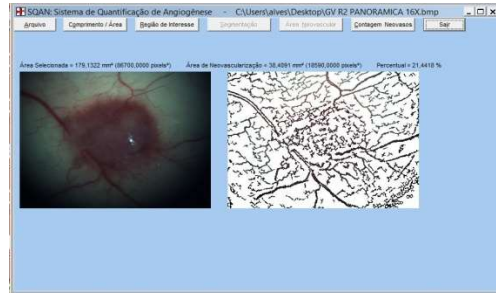 SQAN: Sistema de Quantificação de Angiogênese - C:\Users\alves\Desktop\GV R2 PANORAMICA 16X.bmp
Arquivo Comprimento / Área Região de Interesse Segmentação Área Neovascular Contagem Neovasos Sair
Área Selecionada = 179,1322 mm² (86700,0000 pixels²) Área de Neovascularização = 38,4091 mm² (18590,0000 pixels²) Percentual = 21,4418 %